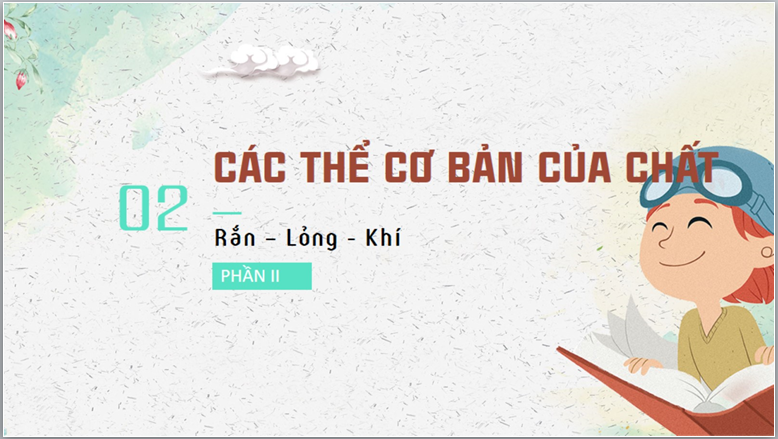 02
CÁC THỂ CƠ BẢN CỦA CHẤT
Rắn – Lỏng - Khí
PHẦN II